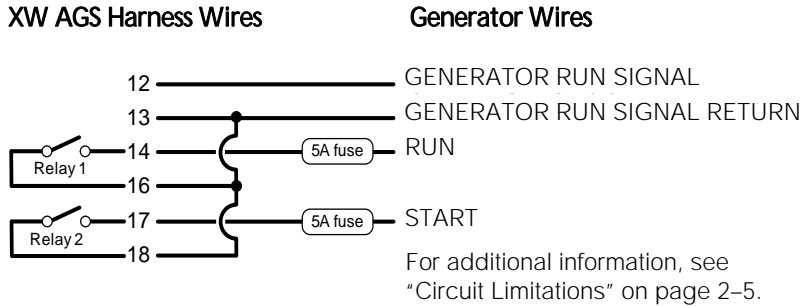 XW AGS Harness Wires Generator Wires
12 GENERATOR RUN SIGNAL
13 GENERATOR RUN SIGNAL RETURN
14 5A fuse RUN
Relay 1
16
17 5A fuse START
Relay 2
18
For additional information, see
"Circuit Limitations" on page 2–5.